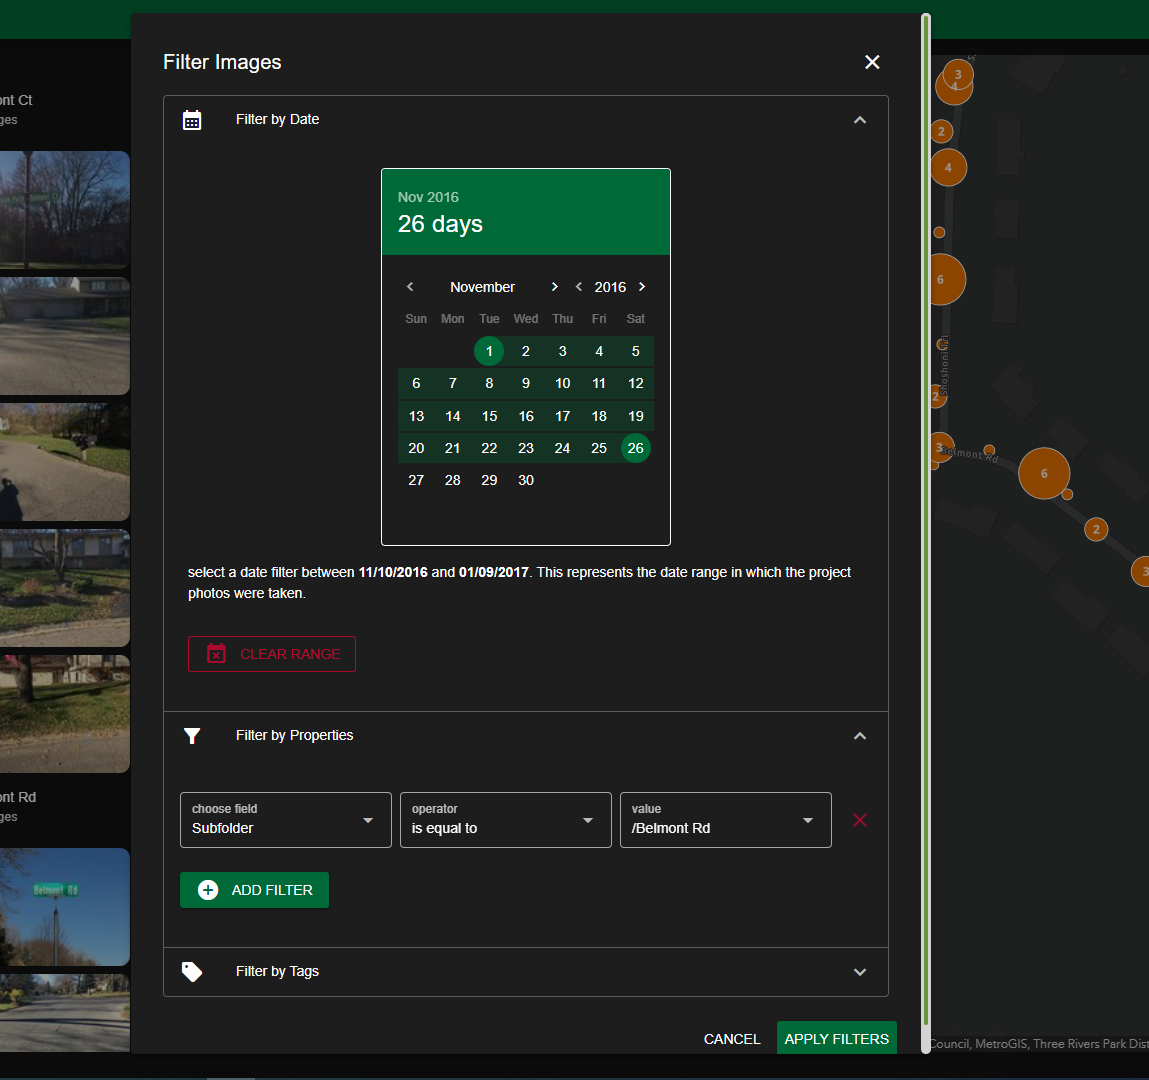 Filter Images
ont Ct
ges
Filter by Date
Nov 2016
26 days
November 2016
Sun Mon Tue Wed Thu Fri Sat
1 2 3 4 5
6 7 8 9 10 11 12
13 14 15 16 17 18 19
20 21 22 23 24 25 26
27 28 29 30
select a date filter between 11/10/2016 and 01/09/2017. This represents the date range in which the project
photos were taken.
CLEAR RANGE
Filter by Properties
choose field
Subfolder
operator
is equal to
value
/Belmont Rd
ADD FILTER
Filter by Tags
CANCEL
APPLY FILTERS
ont Rd
ges
Belmont Rd
3
4
2
4
6
2
3
Belmont Rd
6
2
3
Council, MetroGIS, Three Rivers Park Dist